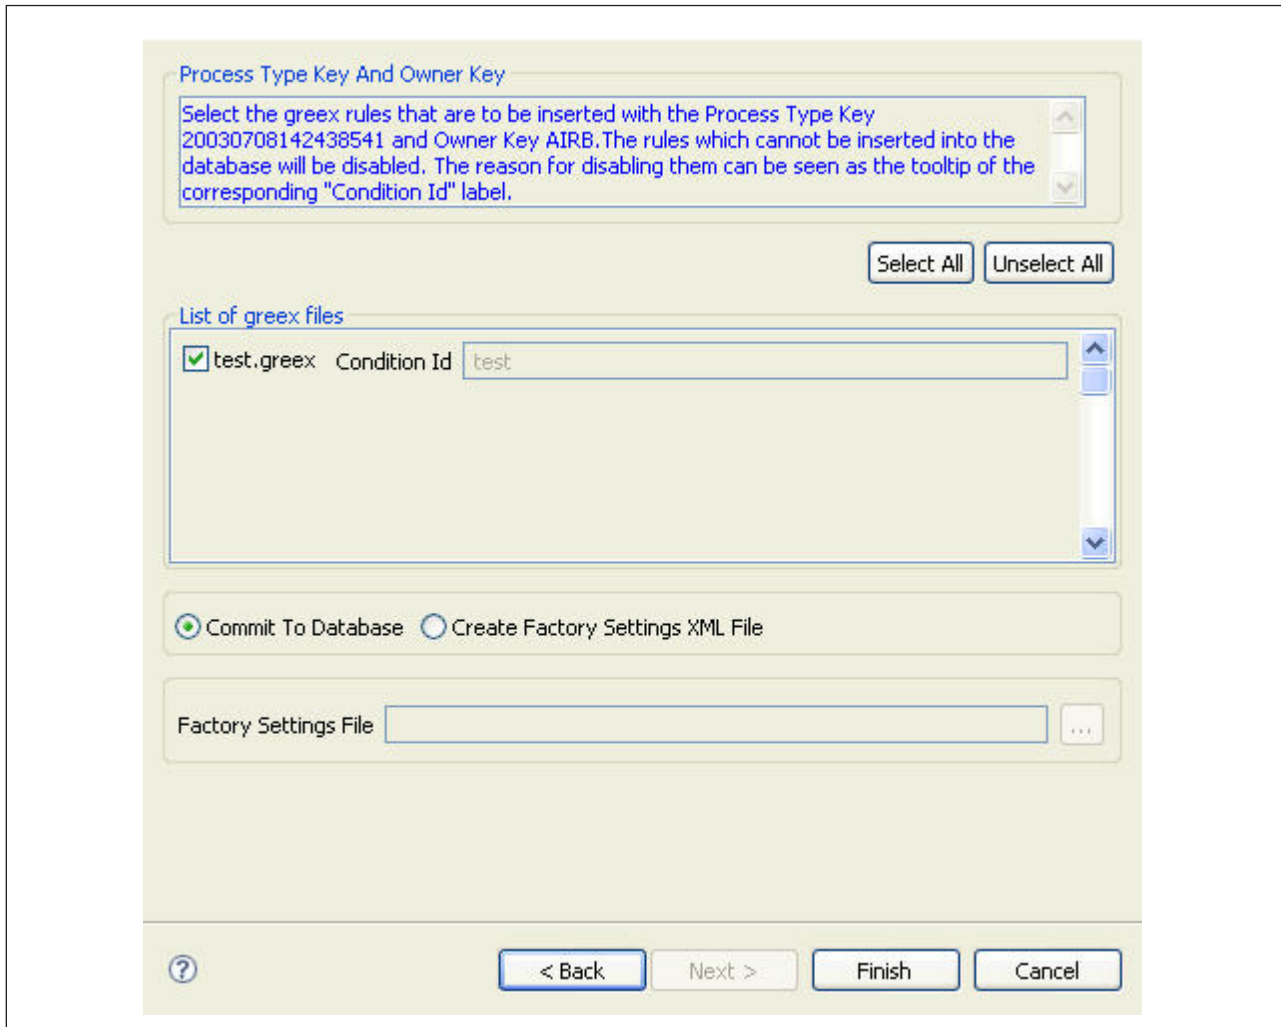 Process Type Key And Owner Key
Select the greex rules that are to be inserted with the Process Type Key
20030708142438541 and Owner Key AIRB.The rules which cannot be inserted into the
database will be disabled. The reason for disabling them can be seen as the tooltip of the
corresponding "Condition Id" label.
Select All Unselect All
List of greex files
test.greex Condition Id test
Commit To Database Create Factory Settings XML File
Factory Settings File ...
? < Back Next > Finish Cancel